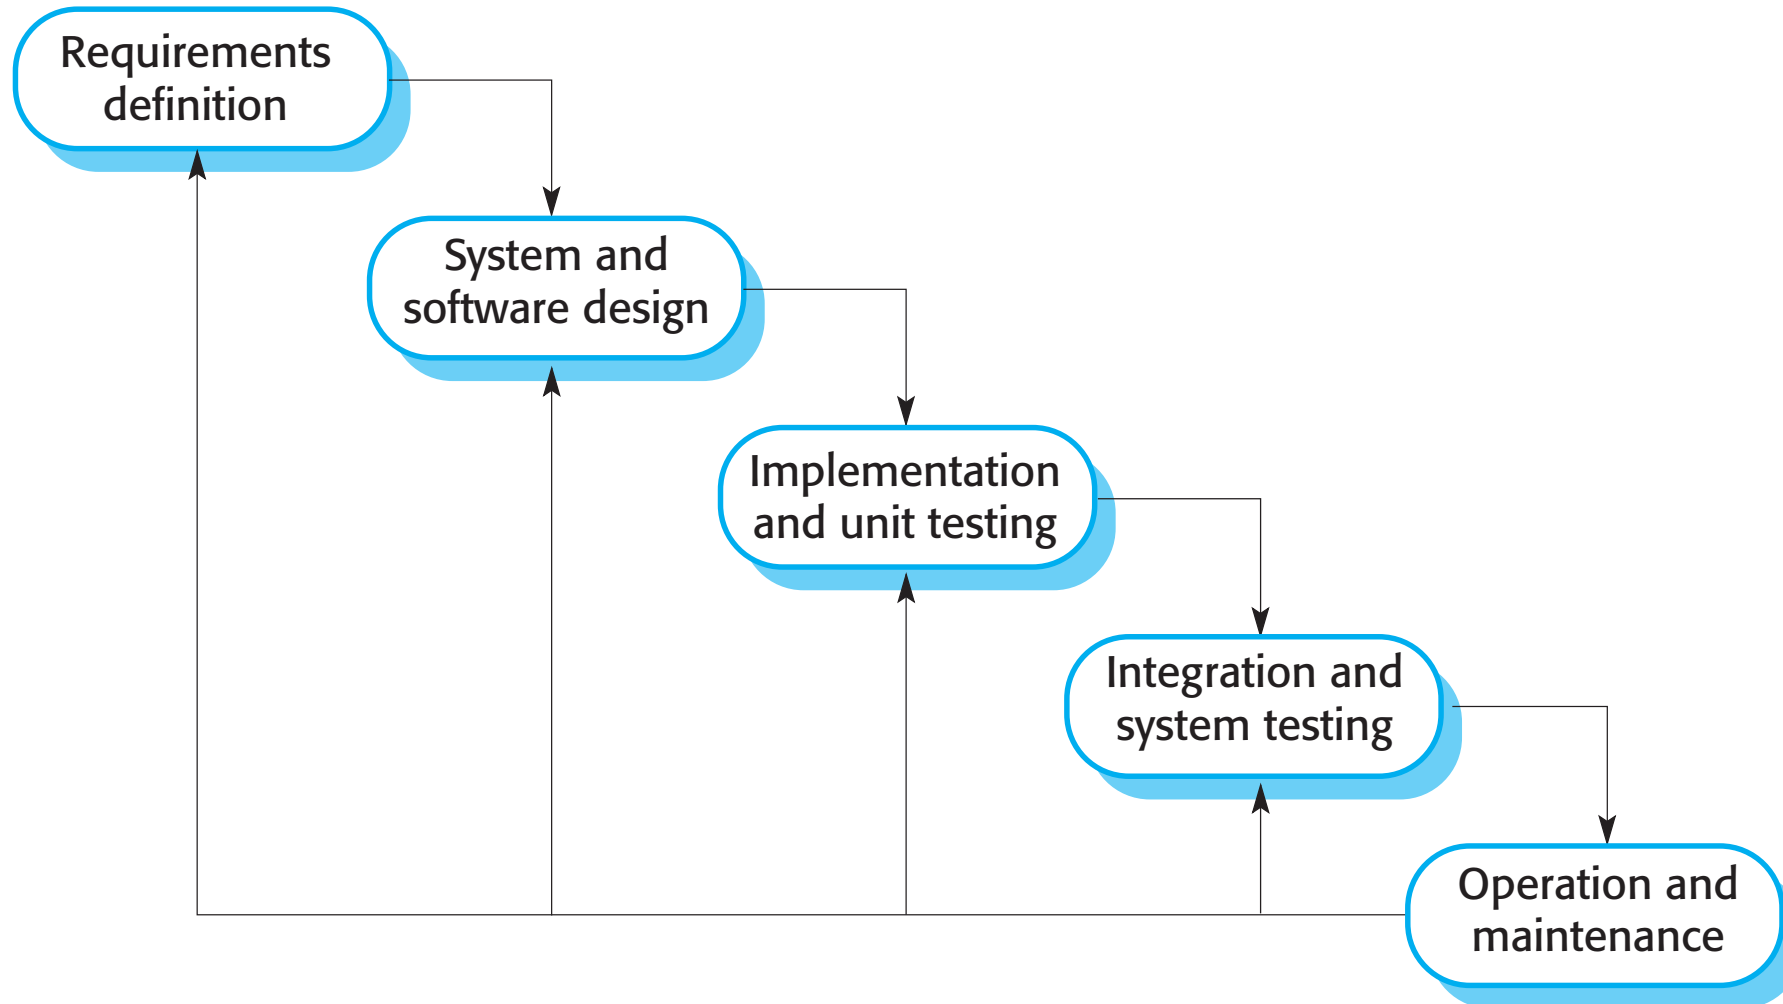 Requirements
definition
System and
software design
Implementation
and unit testing
Integration and
system testing
Operation and
maintenance